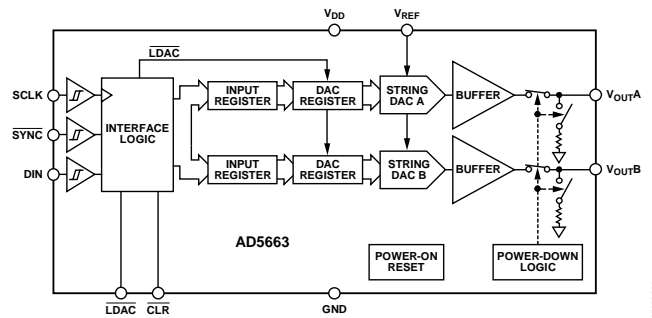 VDD
VREF
LDAC
SCLK
SYNC
DIN
INTERFACE
LOGIC
INPUT
REGISTER
DAC
REGISTER
STRING
DAC A
BUFFER
VOUTA
INPUT
REGISTER
DAC
REGISTER
STRING
DAC B
BUFFER
VOUTB
AD5663
POWER-ON
RESET
POWER-DOWN
LOGIC
LDAC
CLR
GND